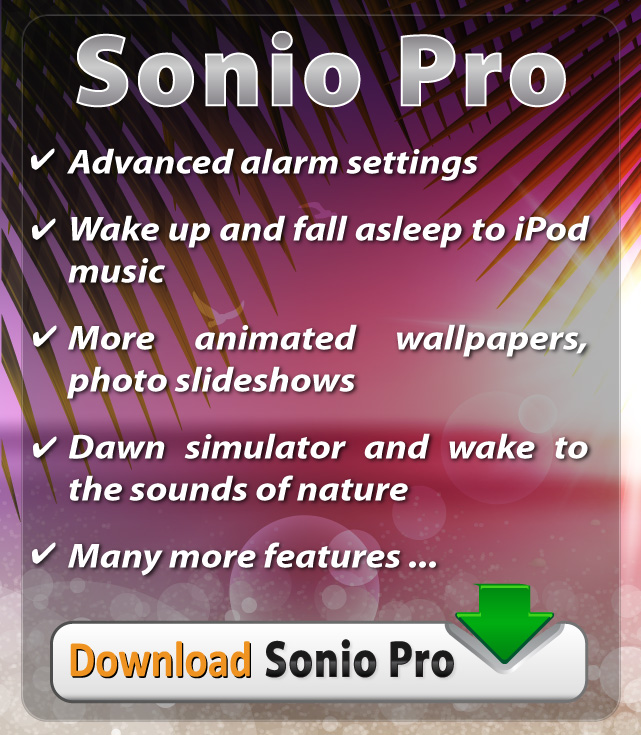 Sonio Pro
✔ Advanced alarm settings
✔ Wake up and fall asleep to iPod
music
✔ More animated wallpapers,
photo slideshows
✔ Dawn simulator and wake to
the sounds of nature
✔ Many more features ...
Download Sonio Pro